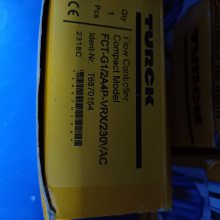 TURCK
Flow Controller
Compact Model
FCT-G1/2A4P-VRX/230VAC
Ident-Nr. T6870154
2318C
Qty 1
Pcs
CE